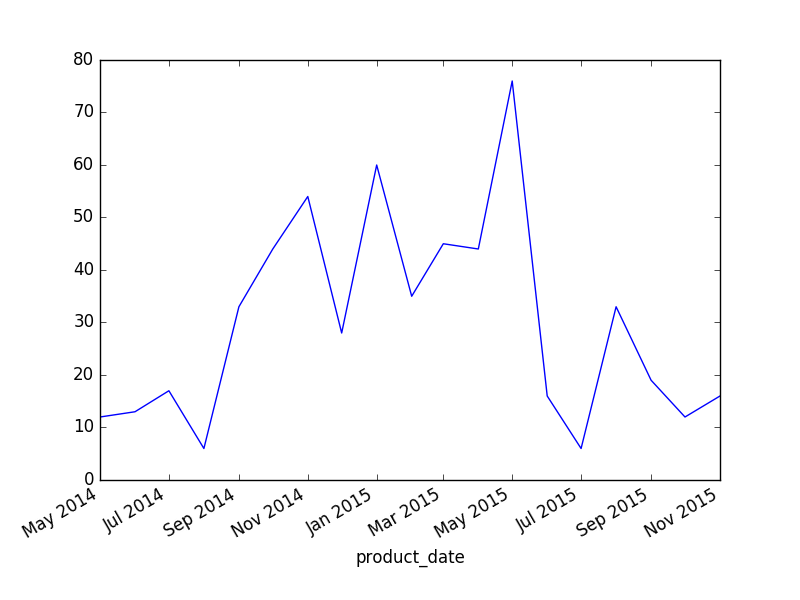 80
70
60
50
40
30
20
10
0
May 2014
Jul 2014
Sep 2014
Nov 2014
Jan 2015
Mar 2015
May 2015
Jul 2015
Sep 2015
Nov 2015
product_date